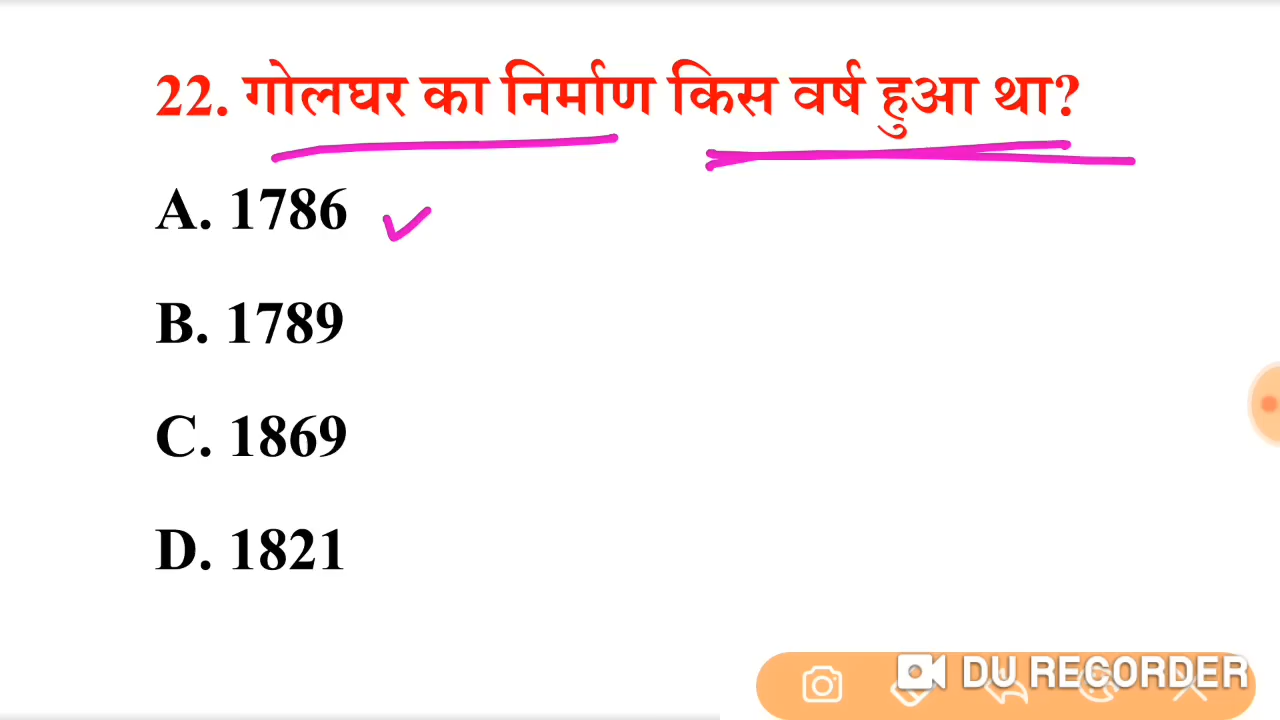 22. गोलघर का निर्माण किस वर्ष हुआ था?
A. 1786
B. 1789
C. 1869
D. 1821
DU RECORDER